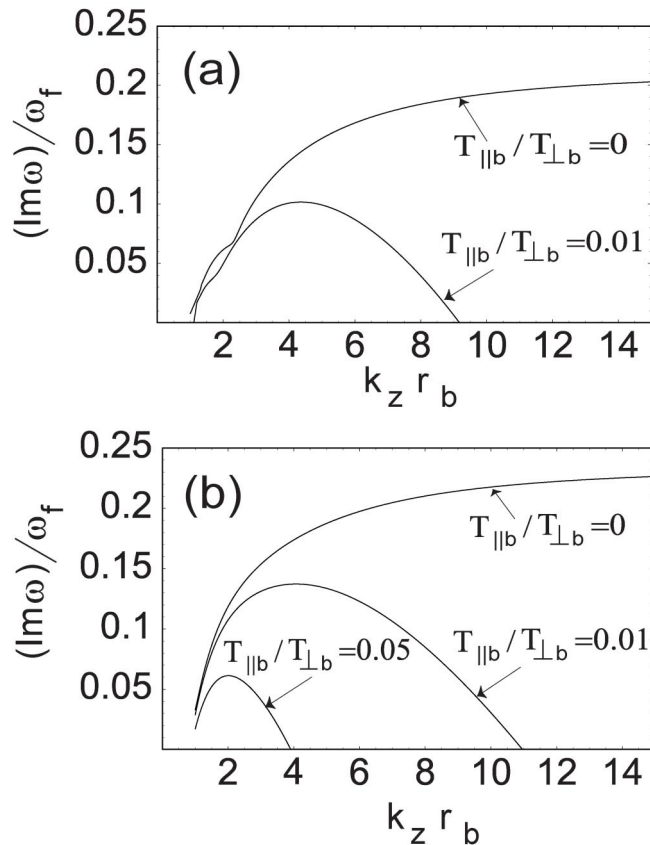 0.25
(a)
0.2
T||b/T⊥b=0
0.15
(Imω)/ωf
0.1
T||b/T⊥b=0.01
0.05
2 4 6 8 10 12 14
kz rb
0.25
(b)
0.2
T||b/T⊥b=0
0.15
(Imω)/ωf
0.1
T||b/T⊥b=0.05 T||b/T⊥b=0.01
0.05
2 4 6 8 10 12 14
kz rb